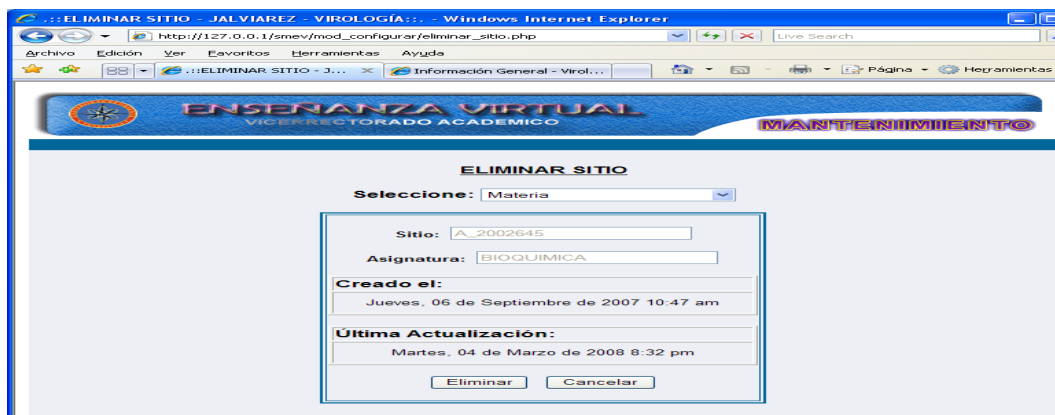 .::ELIMINAR SITIO - JALVIAREZ - VIROLOGÍA::. - Windows Internet Explorer
http://127.0.0.1/smev/mod_configurar/eliminar_sitio.php Live Search
Archivo Edición Ver Favoritos Herramientas Ayuda
.::ELIMINAR SITIO - J... Información General - Virol... Página Herramientas
ENSEÑANZA VIRTUAL
VICERRECTORADO ACADEMICO
MANTENIMIENTO
ELIMINAR SITIO
Seleccione: Materia
Sitio: A_2002645
Asignatura: BIOQUIMICA
Creado el:
Jueves, 06 de Septiembre de 2007 10:47 am
Última Actualización:
Martes, 04 de Marzo de 2008 8:32 pm
Eliminar Cancelar